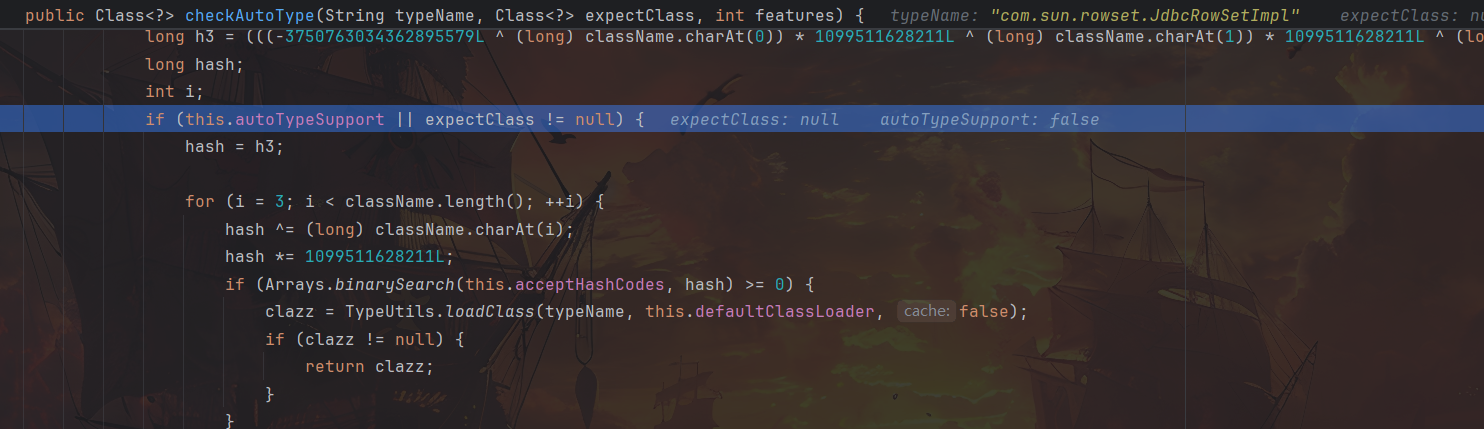 public Class<?> checkAutoType(String typeName, Class<?> expectClass, int features) { typeName: "com.sun.rowset.JdbcRowSetImpl" expectClass: nu
long h3 = (((-3750763034362895579L ^ (long) className.charAt(0)) * 1099511628211L ^ (long) className.charAt(1)) * 1099511628211L ^ (lo
long hash;
int i;
if (this.autoTypeSupport || expectClass != null) { expectClass: null autoTypeSupport: false
hash = h3;
for (i = 3; i < className.length(); ++i) {
hash ^= (long) className.charAt(i);
hash *= 1099511628211L;
if (Arrays.binarySearch(this.acceptHashCodes, hash) >= 0) {
clazz = TypeUtils.loadClass(typeName, this.defaultClassLoader, cache: false);
if (clazz != null) {
return clazz;
}
}